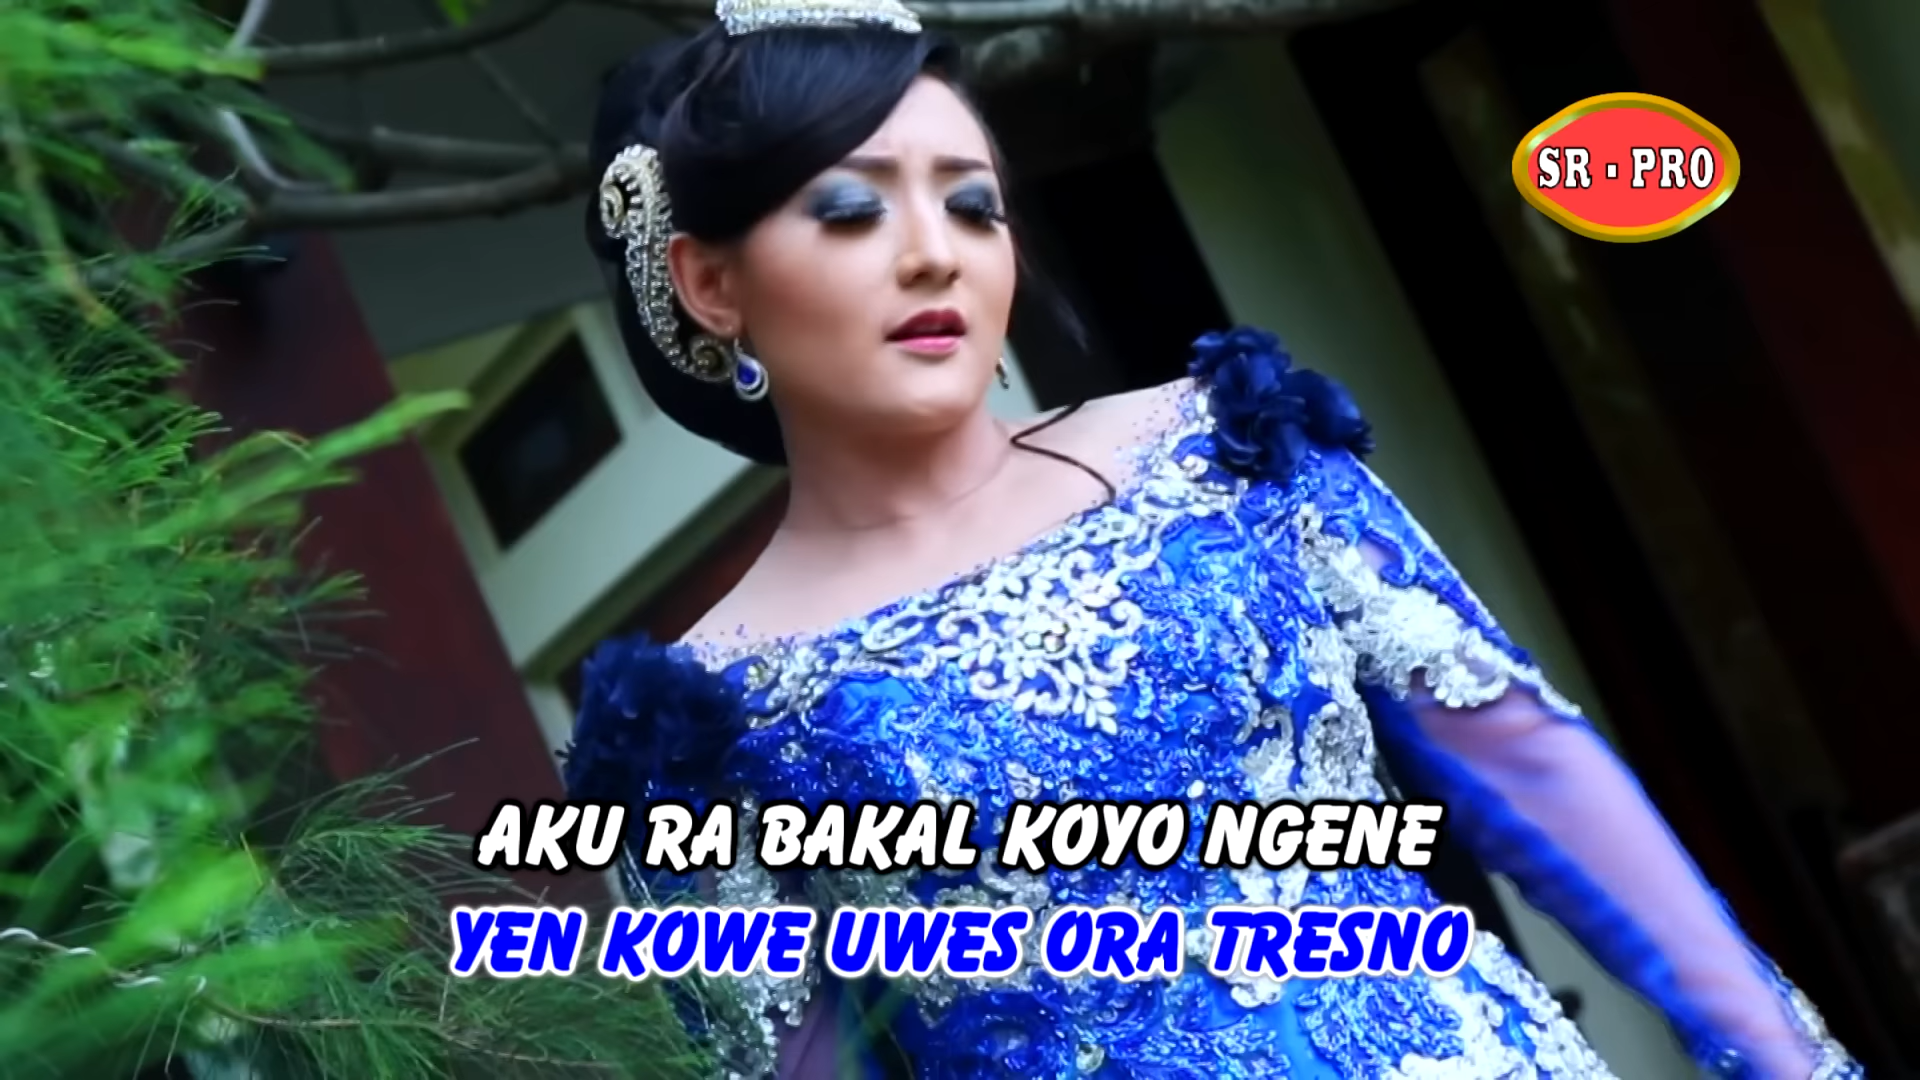 SR - PRO
AKU RA BAKAL KOYO NGENE
YEN KOWE UWES ORA TRESNO